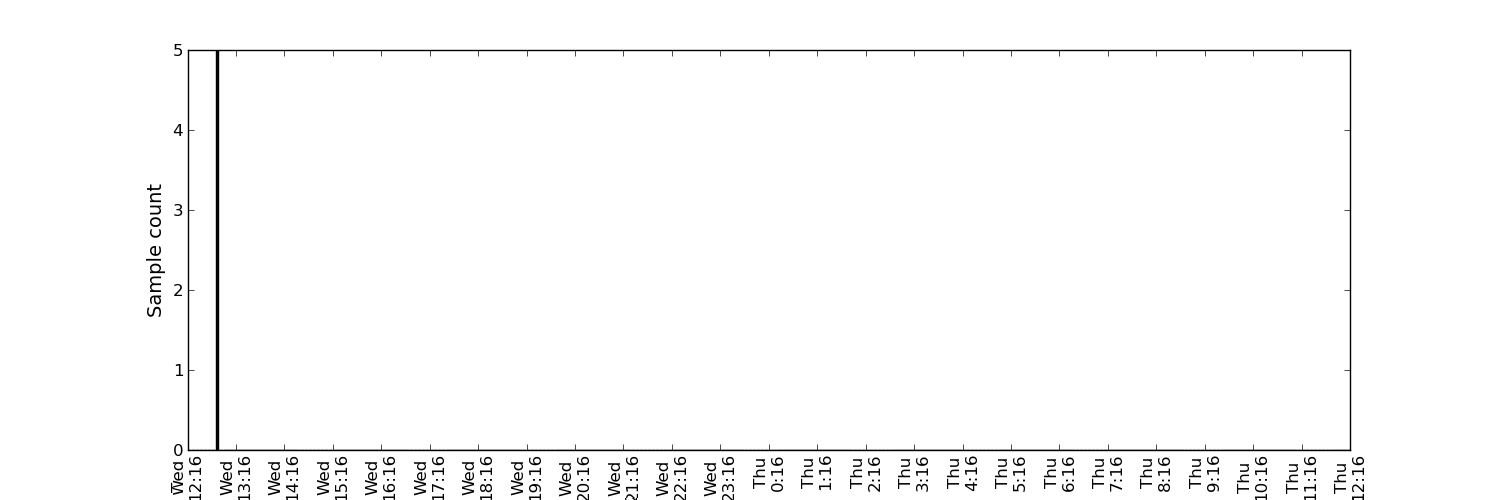 5
4
3
2
1
0
Sample count
Wed
12:16
Wed
13:16
Wed
14:16
Wed
15:16
Wed
16:16
Wed
17:16
Wed
18:16
Wed
19:16
Wed
20:16
Wed
21:16
Wed
22:16
Wed
23:16
Thu
0:16
Thu
1:16
Thu
2:16
Thu
3:16
Thu
4:16
Thu
5:16
Thu
6:16
Thu
7:16
Thu
8:16
Thu
9:16
Thu
10:16
Thu
11:16
Thu
12:16